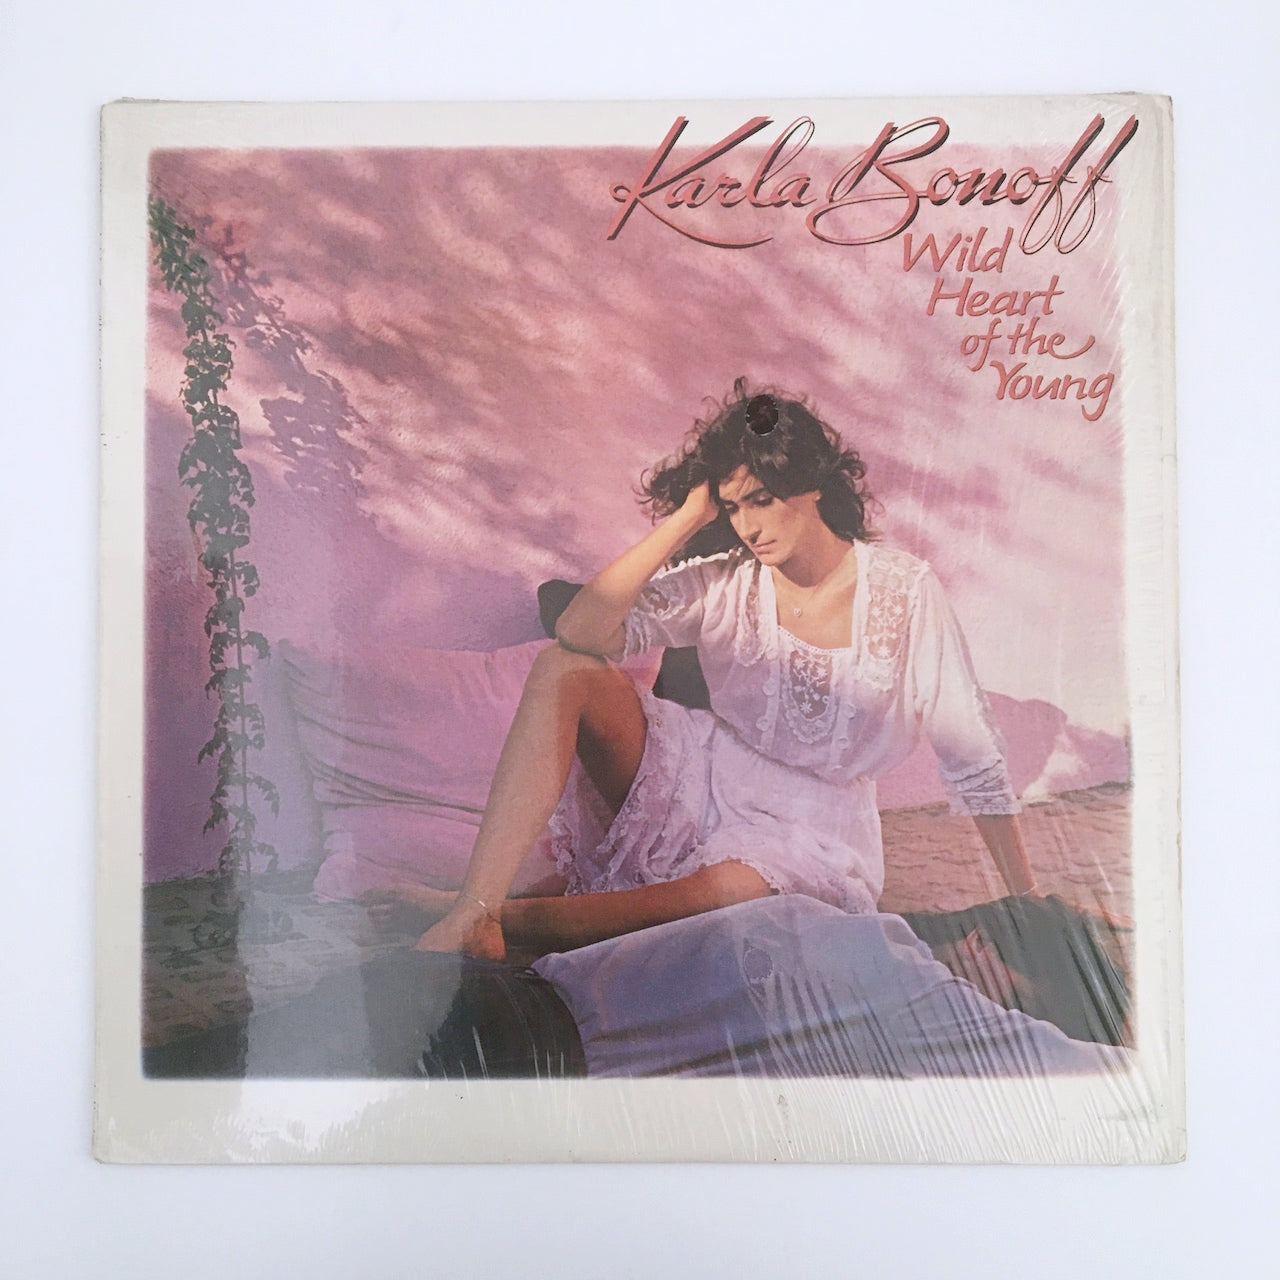 Karla Bonoff
Wild
Heart
of the
Young